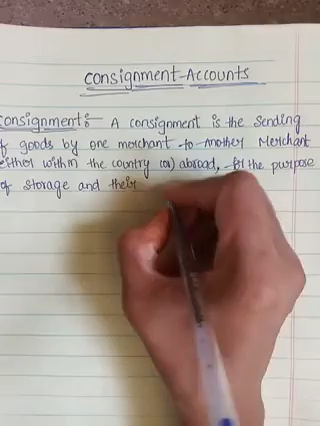 consignment-Accounts
consignment:- A consignment is the sending
of goods by one merchant to Another Merchant
either within the country (or) abroad, for the purpose
of storage and their